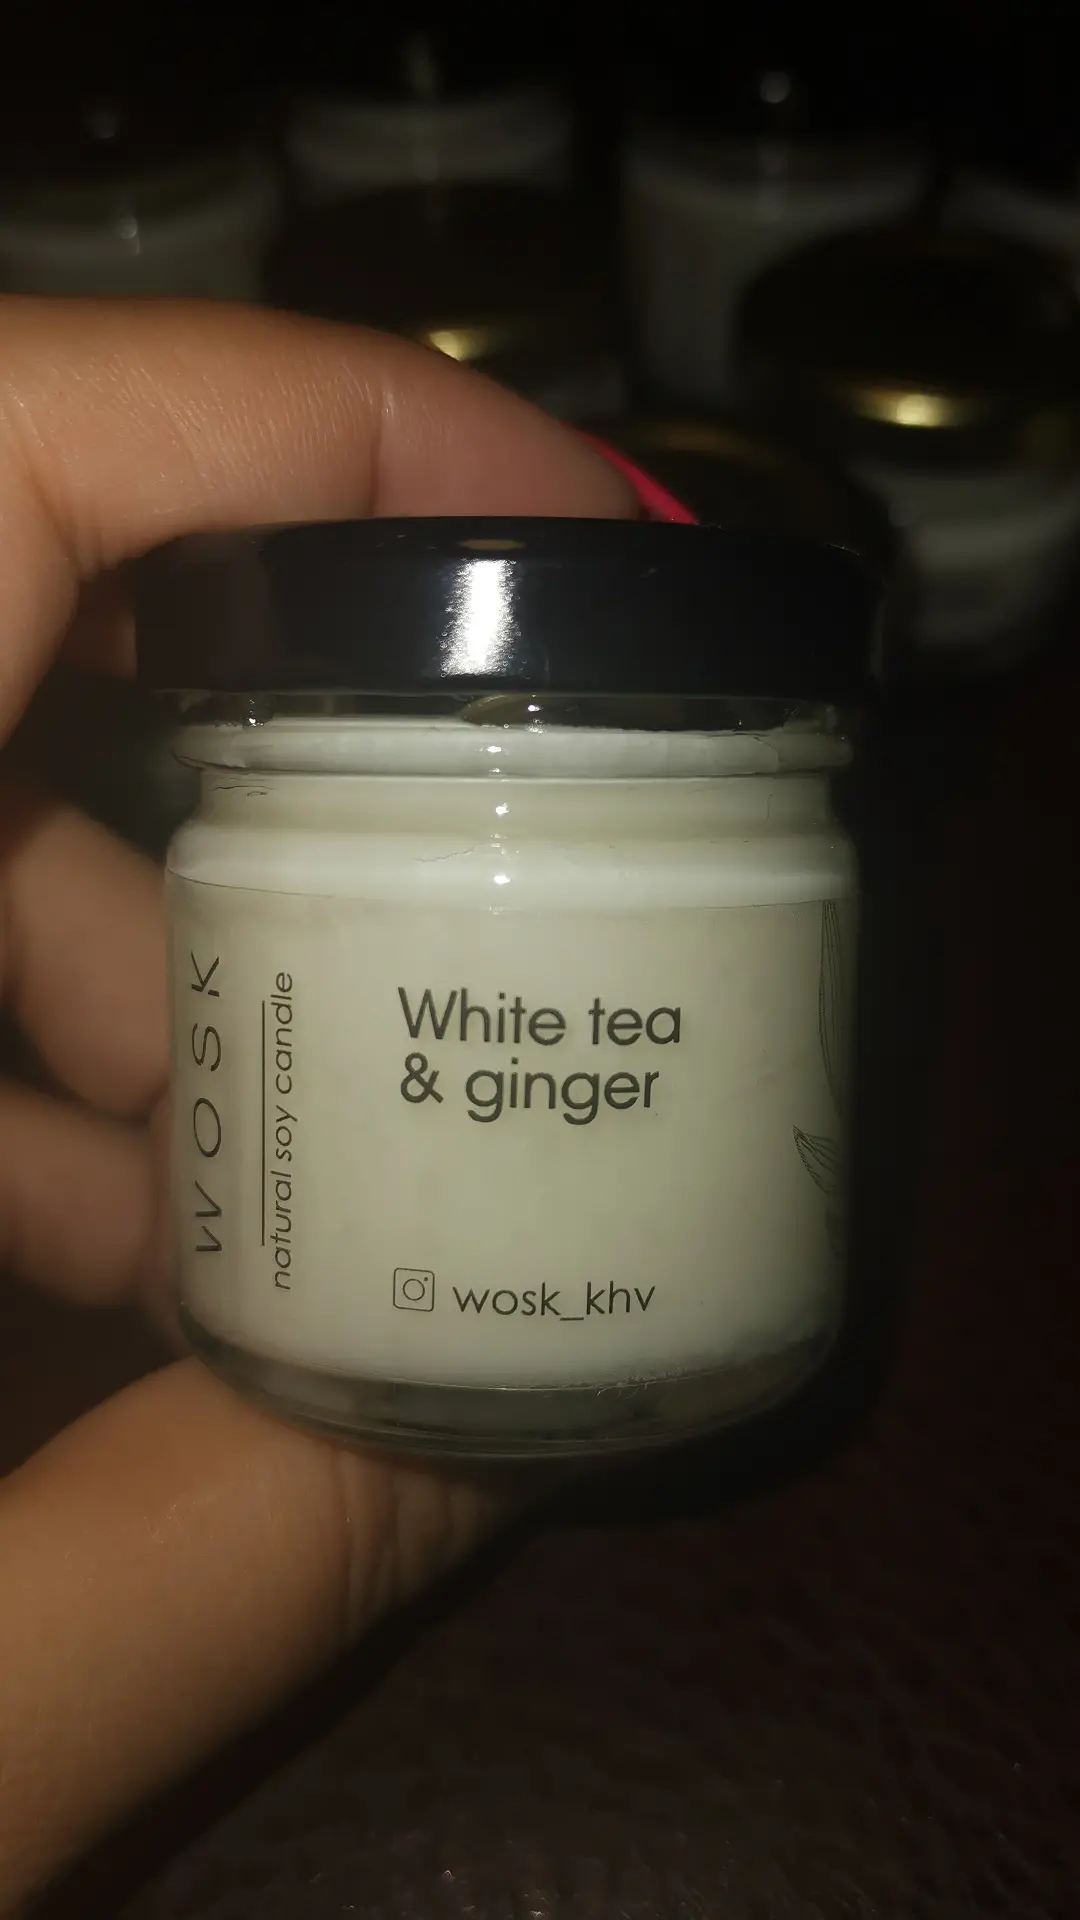 WOSK
natural soy candle
White tea
& ginger
wosk_khv